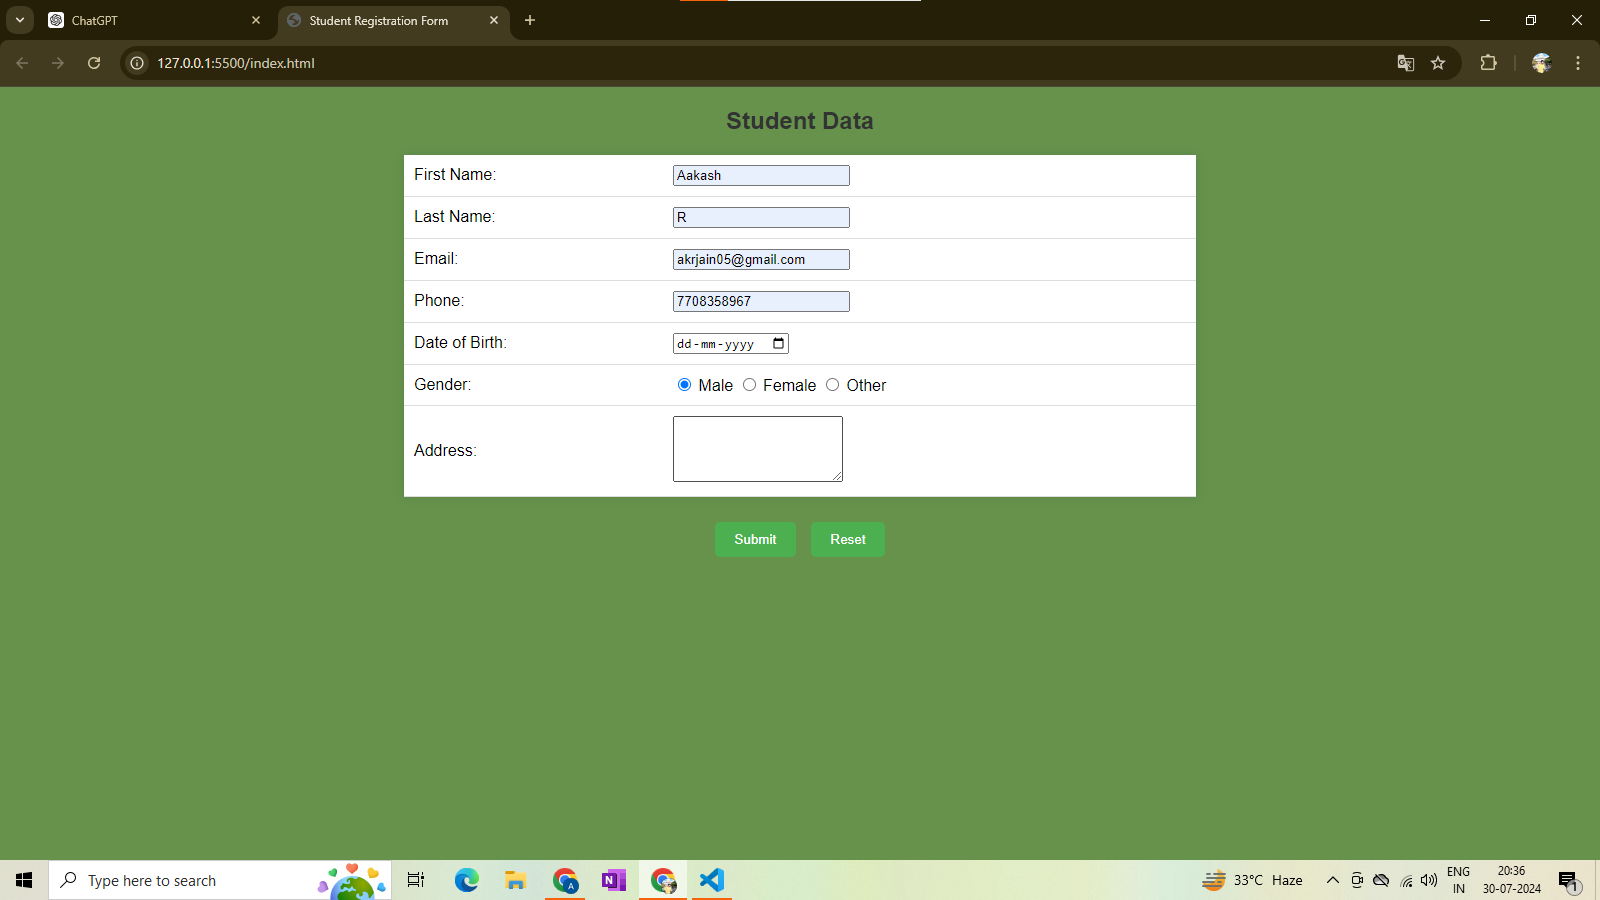 ChatGPT
Student Registration Form
127.0.0.1:5500/index.html
Student Data
First Name: Aakash
Last Name: R
Email: akrjain05@gmail.com
Phone: 7708358967
Date of Birth: dd-mm-yyyy
Gender: Male Female Other
Address:
Submit Reset
Type here to search
A
N
33°C Haze
ENG
IN
20:36
30-07-2024
1